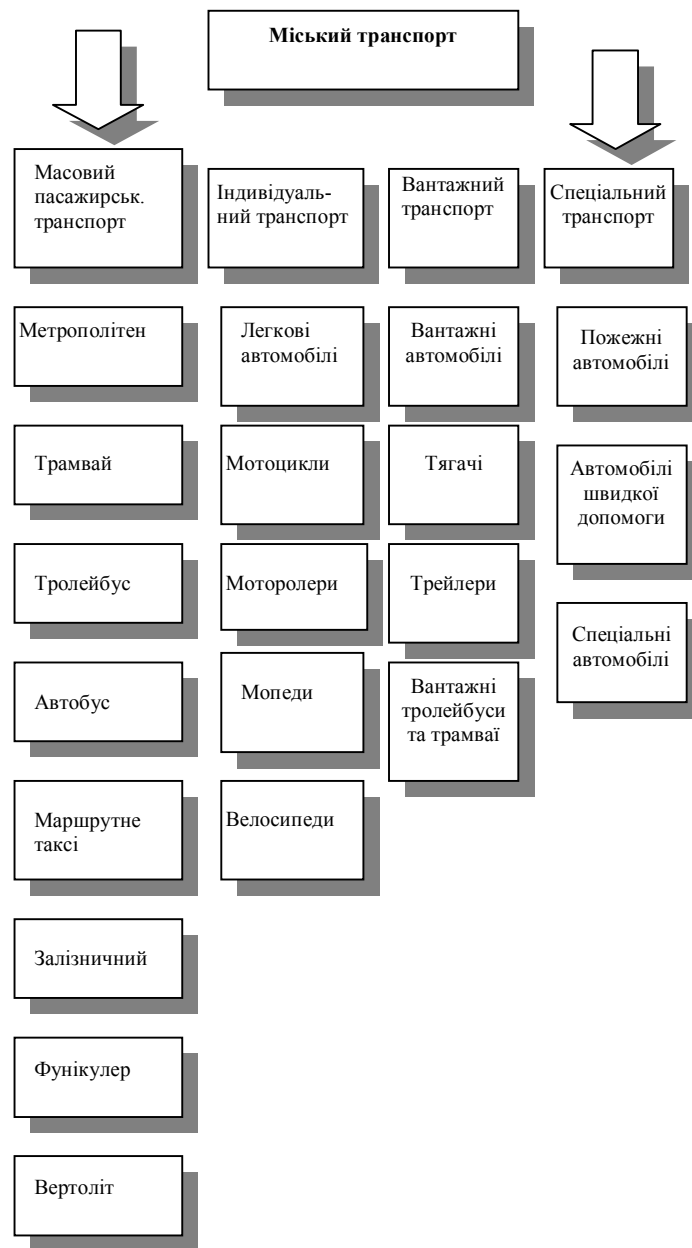 Міський транспорт
Масовий
пасажирськ.
транспорт
Індивідуаль-
ний транспорт
Вантажний
транспорт
Спеціальний
транспорт
Метрополітен
Трамвай
Тролейбус
Автобус
Маршрутне
таксі
Залізничний
Фунікулер
Вертоліт
Легкові
автомобілі
Мотоцикли
Моторолери
Мопеди
Велосипеди
Вантажні
автомобілі
Тягачі
Трейлери
Вантажні
тролейбуси
та трамваї
Пожежні
автомобілі
Автомобілі
швидкої
допомоги
Спеціальні
автомобілі